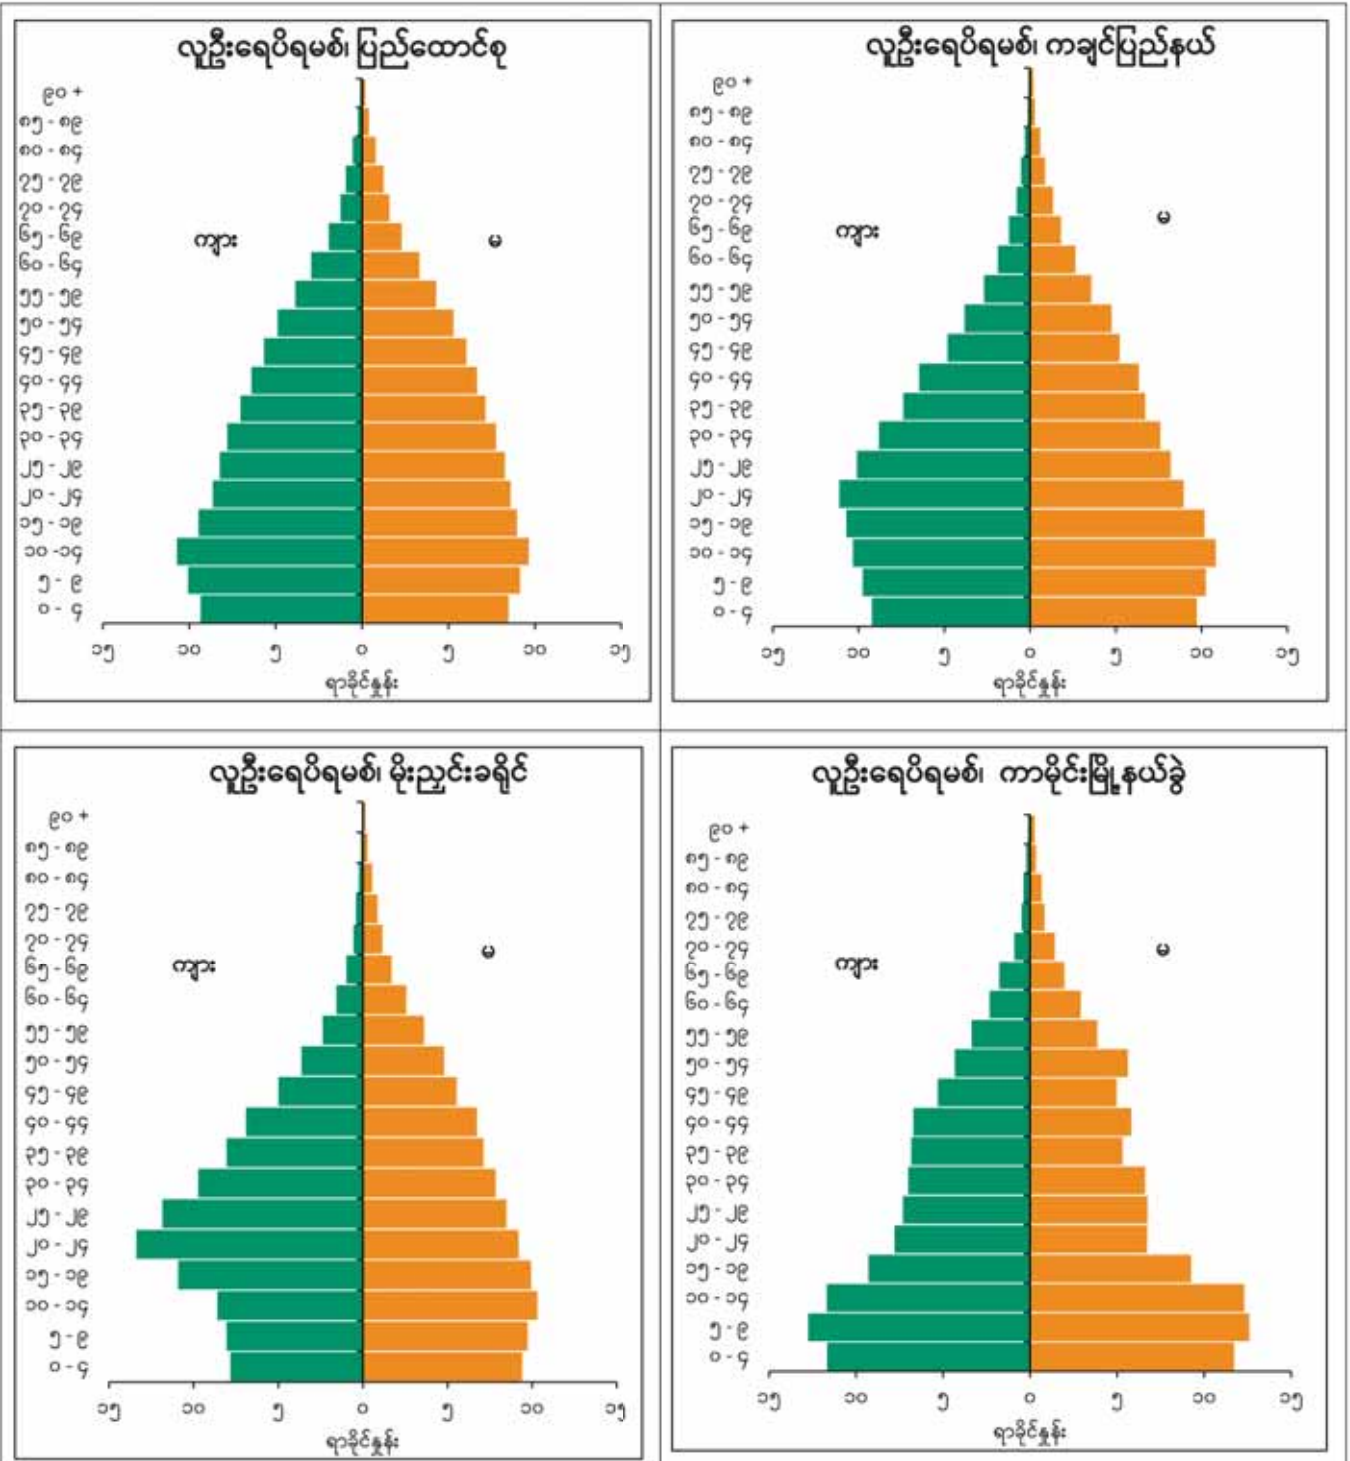 လူဦးရေပိရမစ်၊ ပြည်ထောင်စု
၉၀ +
၈၅ - ၈၉
၈၀ - ၈၄
၇၅ - ၇၉
၇၀ - ၇၄
၆၅ - ၆၉
၆၀ - ၆၄
၅၅ - ၅၉
၅၀ - ၅၄
၄၅ - ၄၉
၄၀ - ၄၄
၃၅ - ၃၉
၃၀ - ၃၄
၂၅ - ၂၉
၂၀ - ၂၄
၁၅ - ၁၉
၁၀ -၁၄
၅ - ၉
၀ - ၄
ကျား မ
၁၅ ၁၀ ၅ ၀ ၅ ၁၀ ၁၅
ရာခိုင်နှုန်း
လူဦးရေပိရမစ်၊ ကချင်ပြည်နယ်
၉၀ +
၈၅ - ၈၉
၈၀ - ၈၄
၇၅ - ၇၉
၇၀ - ၇၄
၆၅ - ၆၉
၆၀ - ၆၄
၅၅ - ၅၉
၅၀ - ၅၄
၄၅ - ၄၉
၄၀ - ၄၄
၃၅ - ၃၉
၃၀ - ၃၄
၂၅ - ၂၉
၂၀ - ၂၄
၁၅ - ၁၉
၁၀ - ၁၄
၅ - ၉
၀ - ၄
ကျား မ
၁၅ ၁၀ ၅ ၀ ၅ ၁၀ ၁၅
ရာခိုင်နှုန်း
လူဦးရေပိရမစ်၊ မိုးညှင်းခရိုင်
၉၀ +
၈၅ - ၈၉
၈၀ - ၈၄
၇၅ - ၇၉
၇၀ - ၇၄
၆၅ - ၆၉
၆၀ - ၆၄
၅၅ - ၅၉
၅၀ - ၅၄
၄၅ - ၄၉
၄၀ - ၄၄
၃၅ - ၃၉
၃၀ - ၃၄
၂၅ - ၂၉
၂၀ - ၂၄
၁၅ - ၁၉
၁၀ - ၁၄
၅ - ၉
၀ - ၄
ကျား မ
၁၅ ၁၀ ၅ ၀ ၅ ၁၀ ၁၅
ရာခိုင်နှုန်း
လူဦးရေပိရမစ်၊ ကာမိုင်းမြို့နယ်ခွဲ
၉၀ +
၈၅ - ၈၉
၈၀ - ၈၄
၇၅ - ၇၉
၇၀ - ၇၄
၆၅ - ၆၉
၆၀ - ၆၄
၅၅ - ၅၉
၅၀ - ၅၄
၄၅ - ၄၉
၄၀ - ၄၄
၃၅ - ၃၉
၃၀ - ၃၄
၂၅ - ၂၉
၂၀ - ၂၄
၁၅ - ၁၉
၁၀ - ၁၄
၅ - ၉
၀ - ၄
ကျား မ
၁၅ ၁၀ ၅ ၀ ၅ ၁၀ ၁၅
ရာခိုင်နှုန်း